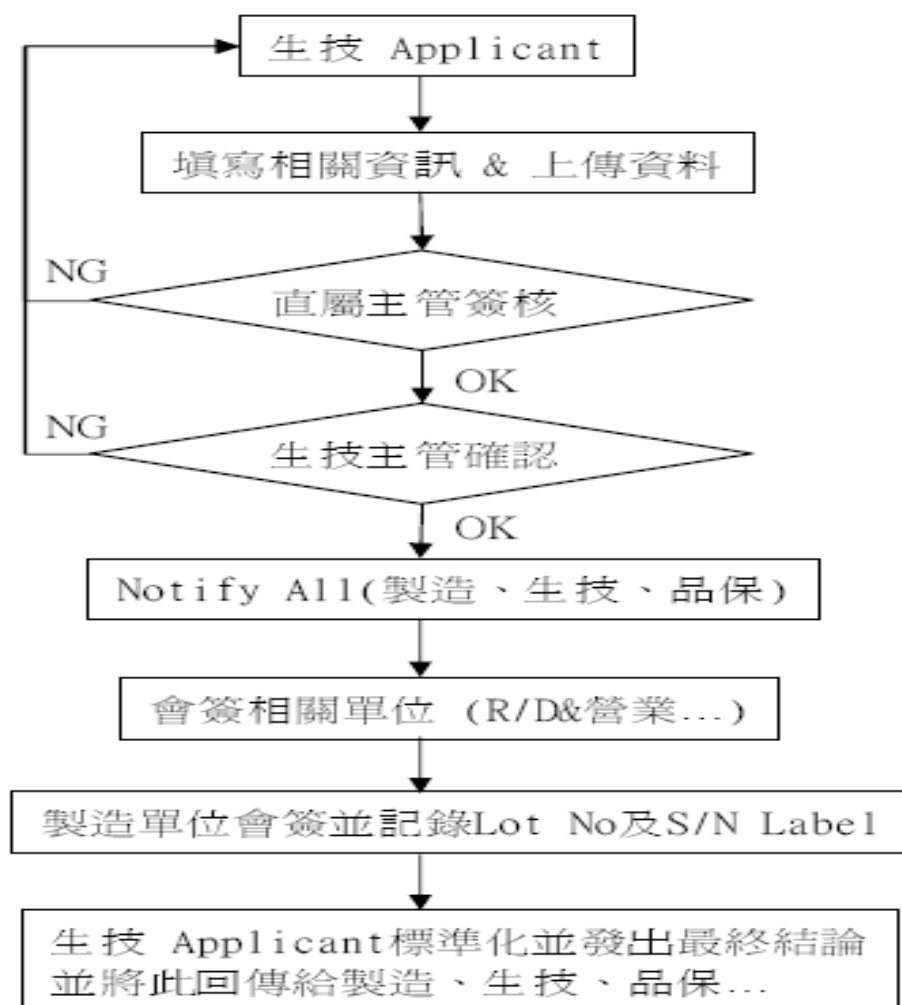 生技 Applicant
填寫相關資訊 & 上傳資料
NG
直屬主管簽核
OK
NG
生技主管確認
OK
Notify All(製造、生技、品保)
會簽相關單位 (R/D&營業…)
製造單位會簽並記錄Lot No及S/N Label
生技 Applicant標準化並發出最終結論
並將此回傳給製造、生技、品保…